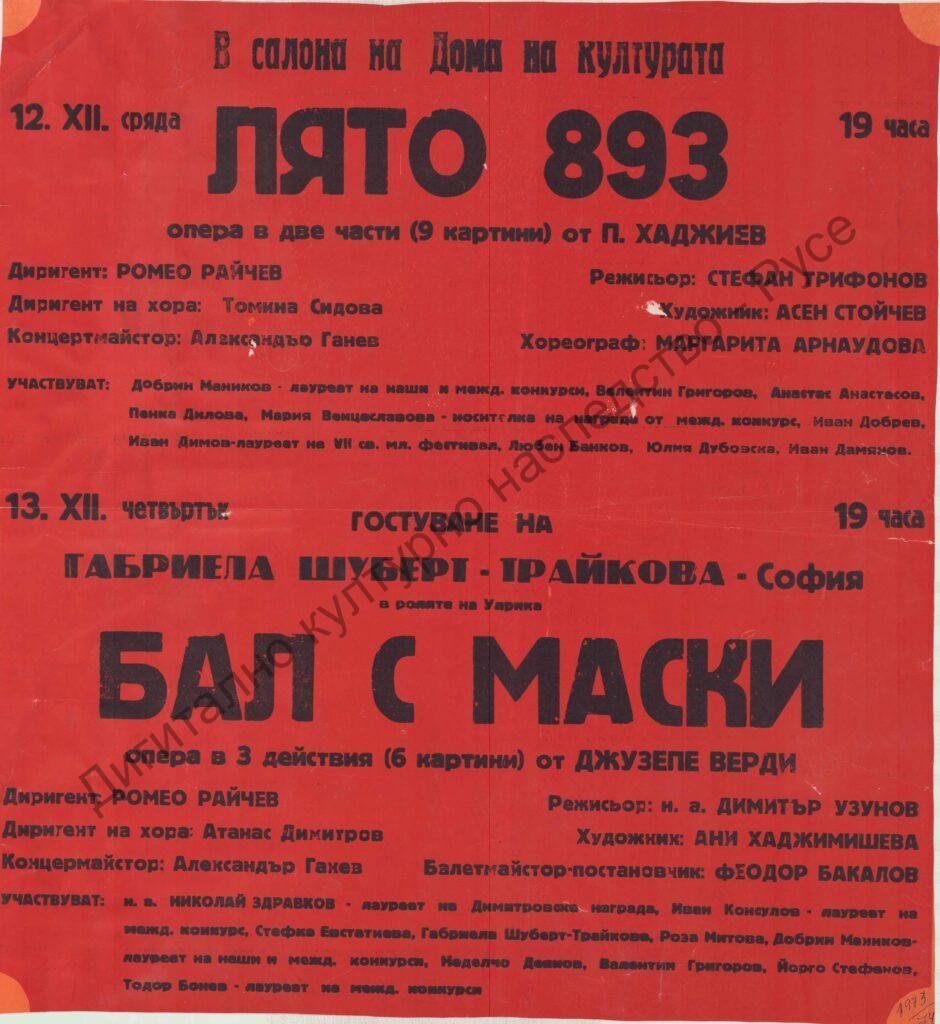 В салона на Дома на културата
12. XII. сряда
ЛЯТО 893
19 часа
опера в две части (9 картини) от П. ХАДЖИЕВ
Диригент: РОМЕО РАЙЧЕВ
Режисьор: СТЕФАН ТРИФОНОВ
Диригент на хора: Томина Сидова
Художник: АСЕН СТОЙЧЕВ
Концертмайстор: Александър Ганев
Хореограф: МАРГАРИТА АРНАУДОВА
УЧАСТВУВАТ: Добрин Маников - лауреат на наши и межд. конкурси, Валентин Григоров, Анастас Анастасов,
Пенка Дилова, Мария Венцеславова - носителка на награда от межд. конкурс, Иван Добрев,
Иван Димов-лауреат на VII св. мл. фестивал, Любен Банков, Юлия Дубовска, Иван Дамянов.
13. XII. четвъртък
19 часа
ГОСТУВАНЕ НА
ГАБРИЕЛА ШУБЕРТ - ТРАЙКОВА - София
в ролята на Улрика
БАЛ С МАСКИ
опера в 3 действия (6 картини) от ДЖУЗЕПЕ ВЕРДИ
Диригент РОМЕО РАЙЧЕВ
Режисьор: н. а. ДИМИТЪР УЗУНОВ
Диригент на хора: Атанас Димитров
Художник: АНИ ХАДЖИМИШЕВА
Концермайстор: Александър Ганев
Балетмайстор-постановчик: ФЕОДОР БАКАЛОВ
УЧАСТВУВАТ: н. а. НИКОЛАЙ ЗДРАВКОВ - лауреат на Димитровска награда, Иван Консулов - лауреат на
межд. конкурс, Стефка Евстатиева, Габриела Шуберт-Трайкова, Роза Митова, Добрин Маников-
лауреат на наши и межд. конкурси, Неделчо Деянов, Валентин Григоров, Йорго Стефанов,
Тодор Бонев - лауреат на межд. конкурси
1973/74
Дигитално културно наследство - Русе